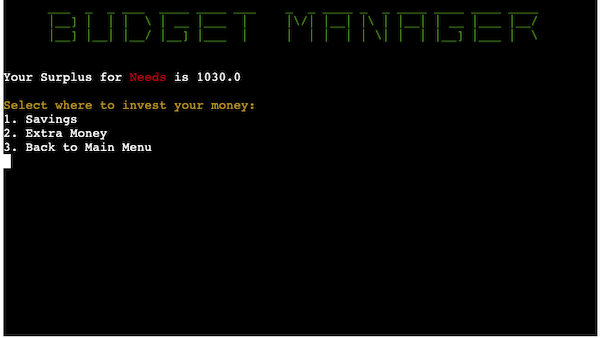 BUDGET MANAGER
Your Surplus for Needs is 1030.0
Select where to invest your money:
1. Savings
2. Extra Money
3. Back to Main Menu